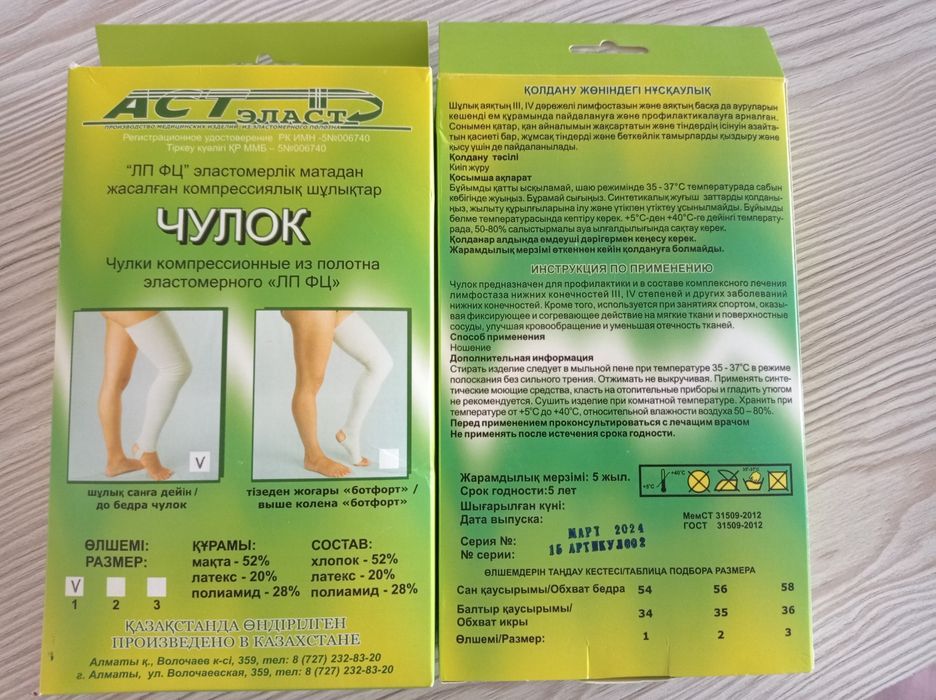 АСТ ЭЛАСТ
ПРОИЗВОДСТВО МЕДИЦИНСКИХ ИЗДЕЛИЙ, ИЗ ЭЛАСТОМЕРНОГО ПОЛОТНА
Регистрационное удостоверение РК ИМН -5№006740
Тіркеу куәлігі ҚР ММБ – 5№006740
“ЛП ФЦ” эластомерлік матадан
жасалған компрессиялық шұлықтар
ЧУЛОК
Чулки компрессионные из полотна
эластомерного «ЛП ФЦ»
V
шұлық санға дейін /
до бедра чулок
тізеден жоғары «ботфорт» /
выше колена «ботфорт»
ӨЛШЕМІ:
РАЗМЕР:
V
1 2 3
ҚҰРАМЫ:
мақта - 52%
латекс - 20%
полиамид - 28%
СОСТАВ:
хлопок - 52%
латекс - 20%
полиамид - 28%
ҚАЗАҚСТАНДА ӨНДІРІЛГЕН
ПРОИЗВЕДЕНО В КАЗАХСТАНЕ
Алматы қ., Волочаев к-сі, 359, тел: 8 (727) 232-83-20
г. Алматы, ул. Волочаевская, 359, тел: 8 (727) 232-83-20
ҚОЛДАНУ ЖӨНІНДЕГІ НҰСҚАУЛЫҚ
Шұлық аяқтың III, IV дәрежелі лимфостазын және аяқтың басқа да ауруларын
кешенді ем құрамында пайдалануға және профилактикалауға арналған.
Сонымен қатар, қан айналымын жақсартатын және тіндердің ісінуін азайта-
тын қасиеті бар, жұмсақ тіндерді және беткейлік тамырларды қыздыру және
қысу үшін де пайдаланылады.
Қолдану тәсілі
Киіп жүру
Қосымша ақпарат
Бұйымды қатты ысқыламай, шаю режимінде 35 - 37°С температурада сабын
көбігінде жуыңыз. Бұрамай сығыңыз. Синтетикалық жуғыш заттарды қолданы-
ңыз, жылыту құрылғыларына ілу және үтікпен үтіктеу ұсынылмайды. Бұйымды
бөлме температурасында кептіру керек. +5°С-ден +40°С-ге дейінгі температу-
рада, 50-80% салыстырмалы ауа ылғалдылығында сақтау керек.
Қолданар алдында емдеуші дәрігермен кеңесу керек.
Жарамдылық мерзімі өткеннен кейін қолдануға болмайды.
ИНСТРУКЦИЯ ПО ПРИМЕНЕНИЮ
Чулок предназначен для профилактики и в составе комплексного лечения
лимфостаза нижних конечностей III, IV степеней и других заболеваний
нижних конечностей. Кроме того, используется при занятиях спортом, оказы-
вая фиксирующее и согревающее действие на мягкие ткани и поверхностные
сосуды, улучшая кровообращение и уменьшая отечность тканей.
Способ применения
Ношение
Дополнительная информация
Стирать изделие следует в мыльной пене при температуре 35 - 37°С в режиме
полоскания без сильного трения. Отжимать не выкручивая. Применять синте-
тические моющие средства, класть на отопительные приборы и гладить утюгом
не рекомендуется. Сушить изделие при комнатной температуре. Хранить при
температуре от +5°С до +40°С, относительной влажности воздуха 50 – 80%.
Перед применением проконсультироваться с лечащим врачом
Не применять после истечения срока годности.
Жарамдылық мерзімі: 5 жыл.
Срок годности:5 лет
+5°C +40°C
Шығарылған күні:
Дата выпуска:
МАРТ 2024
МемСТ 31509-2012
ГОСТ 31509-2012
Серия №:
№ серии:
15 АРТИКУЛ002
ӨЛШЕМДЕРІН ТАҢДАУ КЕСТЕСІ/ТАБЛИЦА ПОДБОРА РАЗМЕРА
Сан қаусырымы/Обхват бедра 54 56 58
Балтыр қаусырымы/
Обхват икры 34 35 36
Өлшемі/Размер: 1 2 3